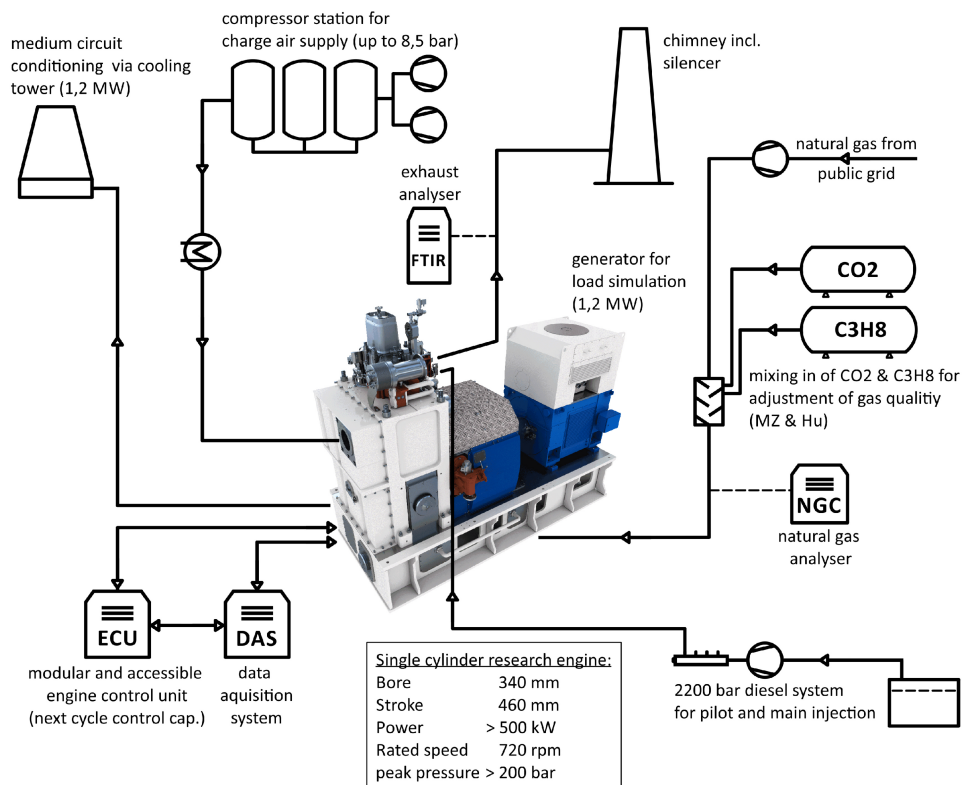 medium circuit
conditioning via cooling
tower (1,2 MW)
compressor station for
charge air supply (up to 8,5 bar)
chimney incl.
silencer
natural gas from
public grid
exhaust
analyser
FTIR
generator for
load simulation
(1,2 MW)
CO2
C3H8
mixing in of CO2 & C3H8 for
adjustment of gas qualitiy
(MZ & Hu)
NGC
natural gas
analyser
ECU
DAS
modular and accessible
engine control unit
(next cycle control cap.)
data
aquisition
system
Single cylinder research engine:
Bore 340 mm
Stroke 460 mm
Power > 500 kW
Rated speed 720 rpm
peak pressure > 200 bar
2200 bar diesel system
for pilot and main injection